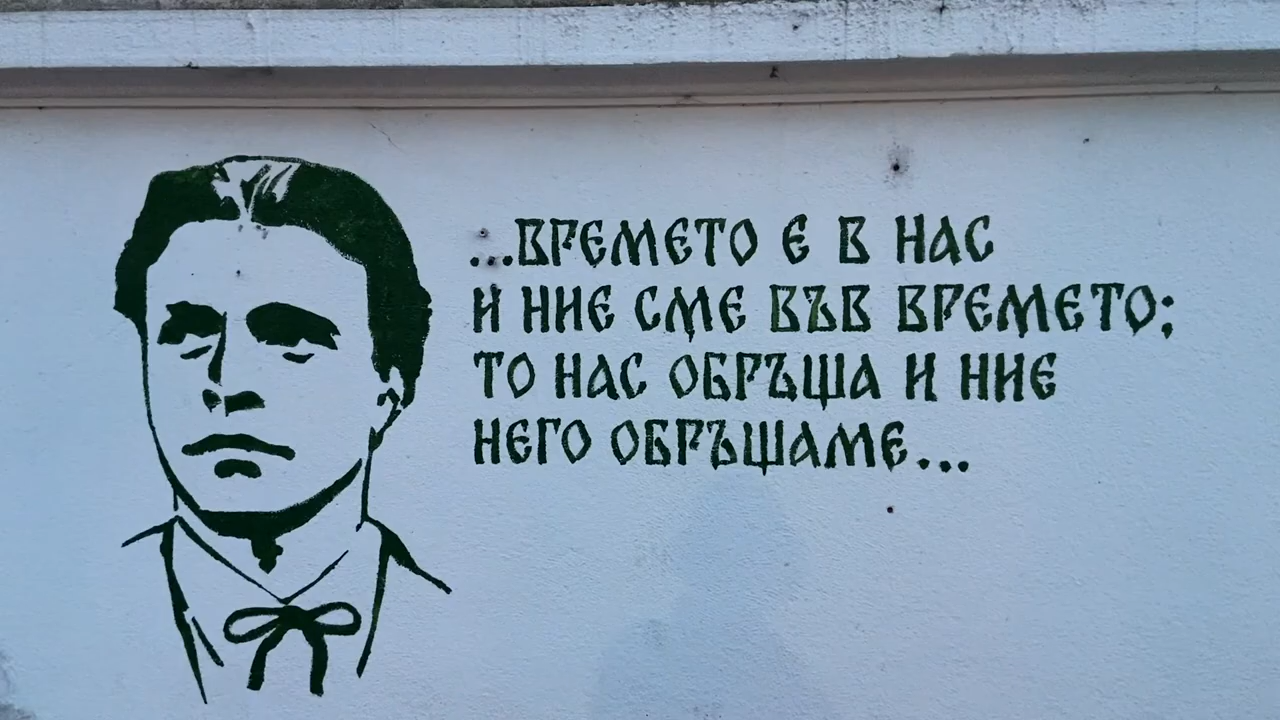 ...ВРЕМЕТО Е В НАС
И НИЕ СМЕ ВЪВ ВРЕМЕТО;
ТО НАС ОБРЪЩА И НИЕ
НЕГО ОБРЪЩАМЕ...